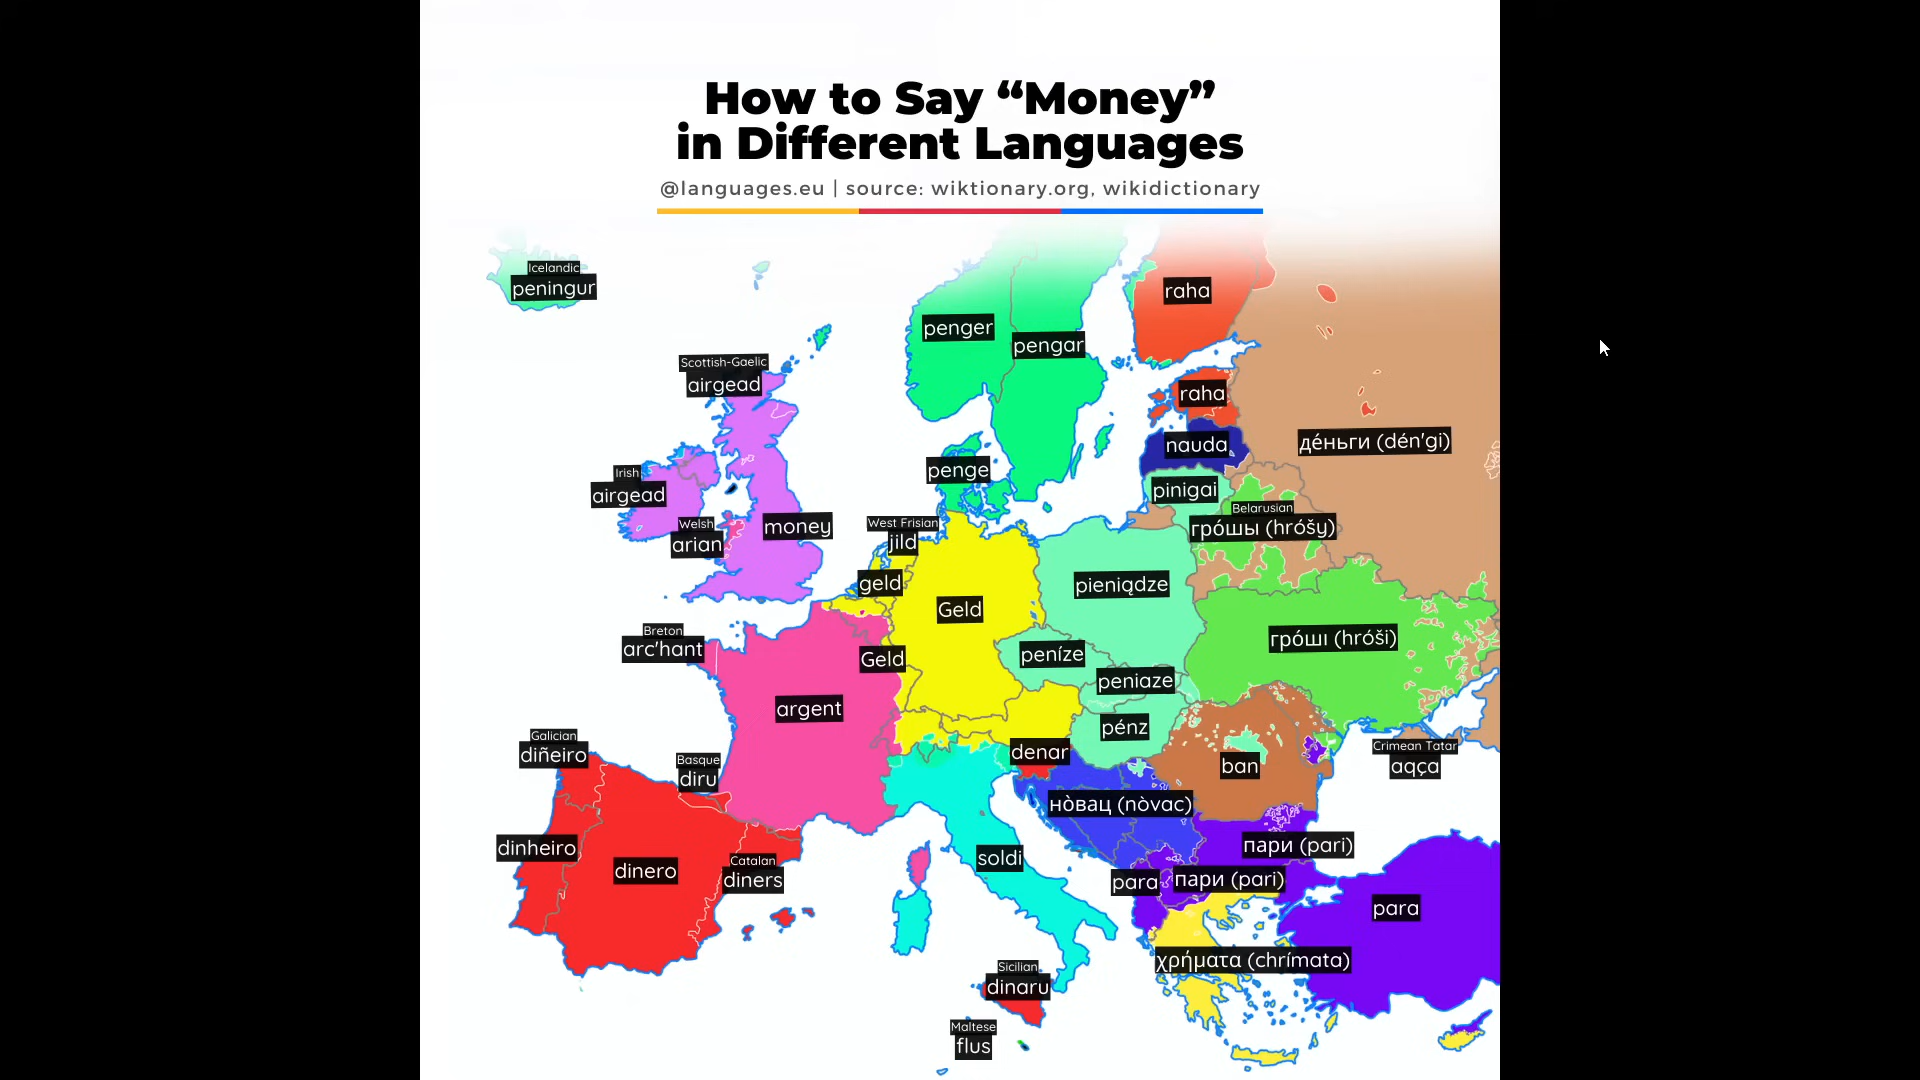 How to Say “Money”
in Different Languages
@languages.eu | source: wiktionary.org, wikidictionary
Icelandic
peningur
raha
penger
pengar
Scottish-Gaelic
airgead
raha
деньги (dén'gi)
nauda
penge
Irish
airgead
pinigai
Belarusian
гро́шы (hróšy)
Welsh
arian
money
West Frisian
jild
geld
Geld
pieniądze
Breton
arc'hant
Geld
peníze
гро́ші (hróši)
peniaze
argent
pénz
Galician
diñeiro
Basque
diru
denar
ban
Crimean Tatar
aqça
но̀вац (nòvac)
dinheiro
dinero
Catalan
diners
soldi
пари (pari)
para
пари (pari)
para
χρήματα (chrímata)
Sicilian
dinaru
Maltese
flus